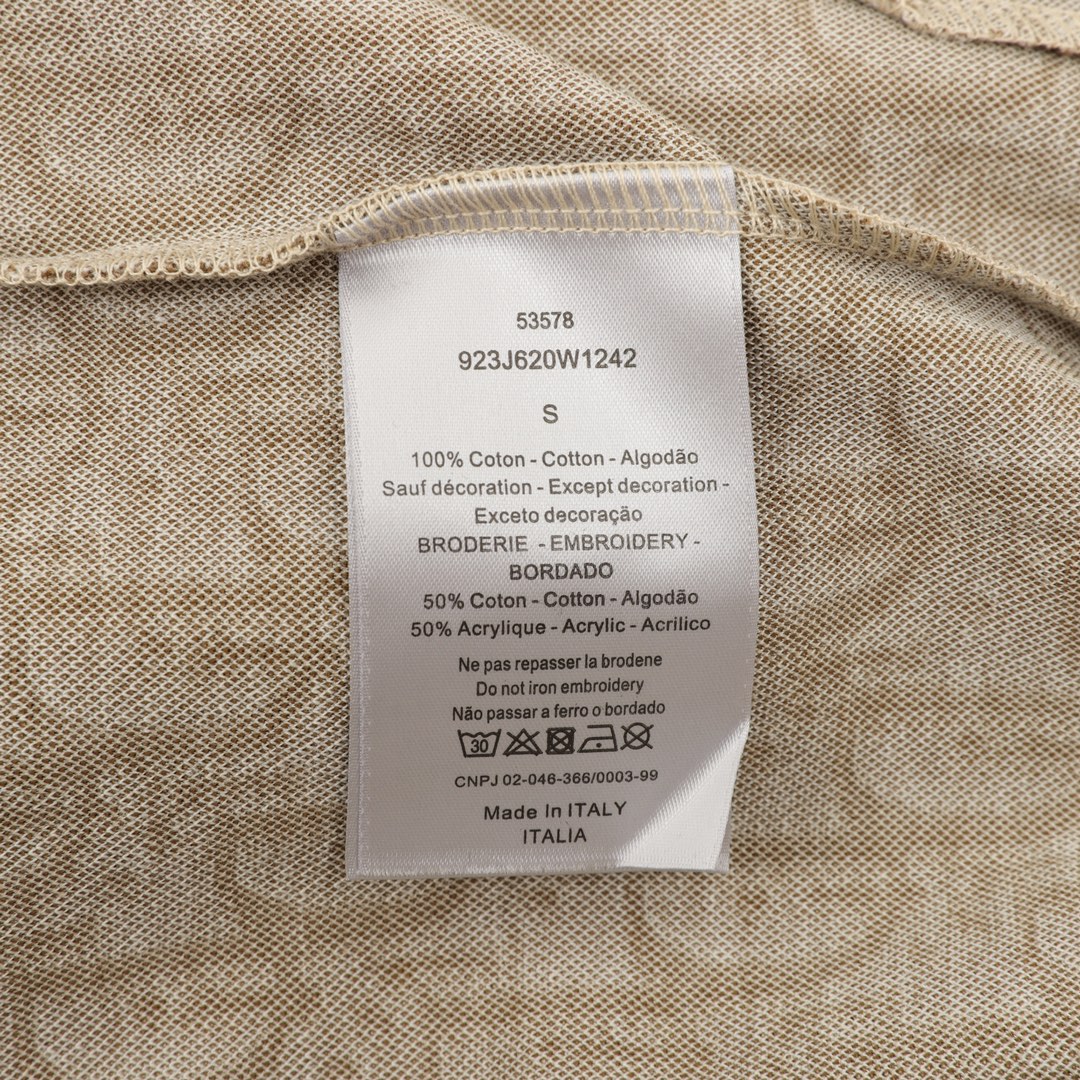 53578
923J620W1242
S
100% Coton - Cotton - Algodão
Sauf décoration - Except decoration -
Exceto decoração
BRODERIE - EMBROIDERY -
BORDADO
50% Coton - Cotton - Algodão
50% Acrylique - Acrylic - Acrilico
Ne pas repasser la brodene
Do not iron embroidery
Não passar a ferro o bordado
30
CNPJ 02-046-366/0003-99
Made In ITALY
ITALIA